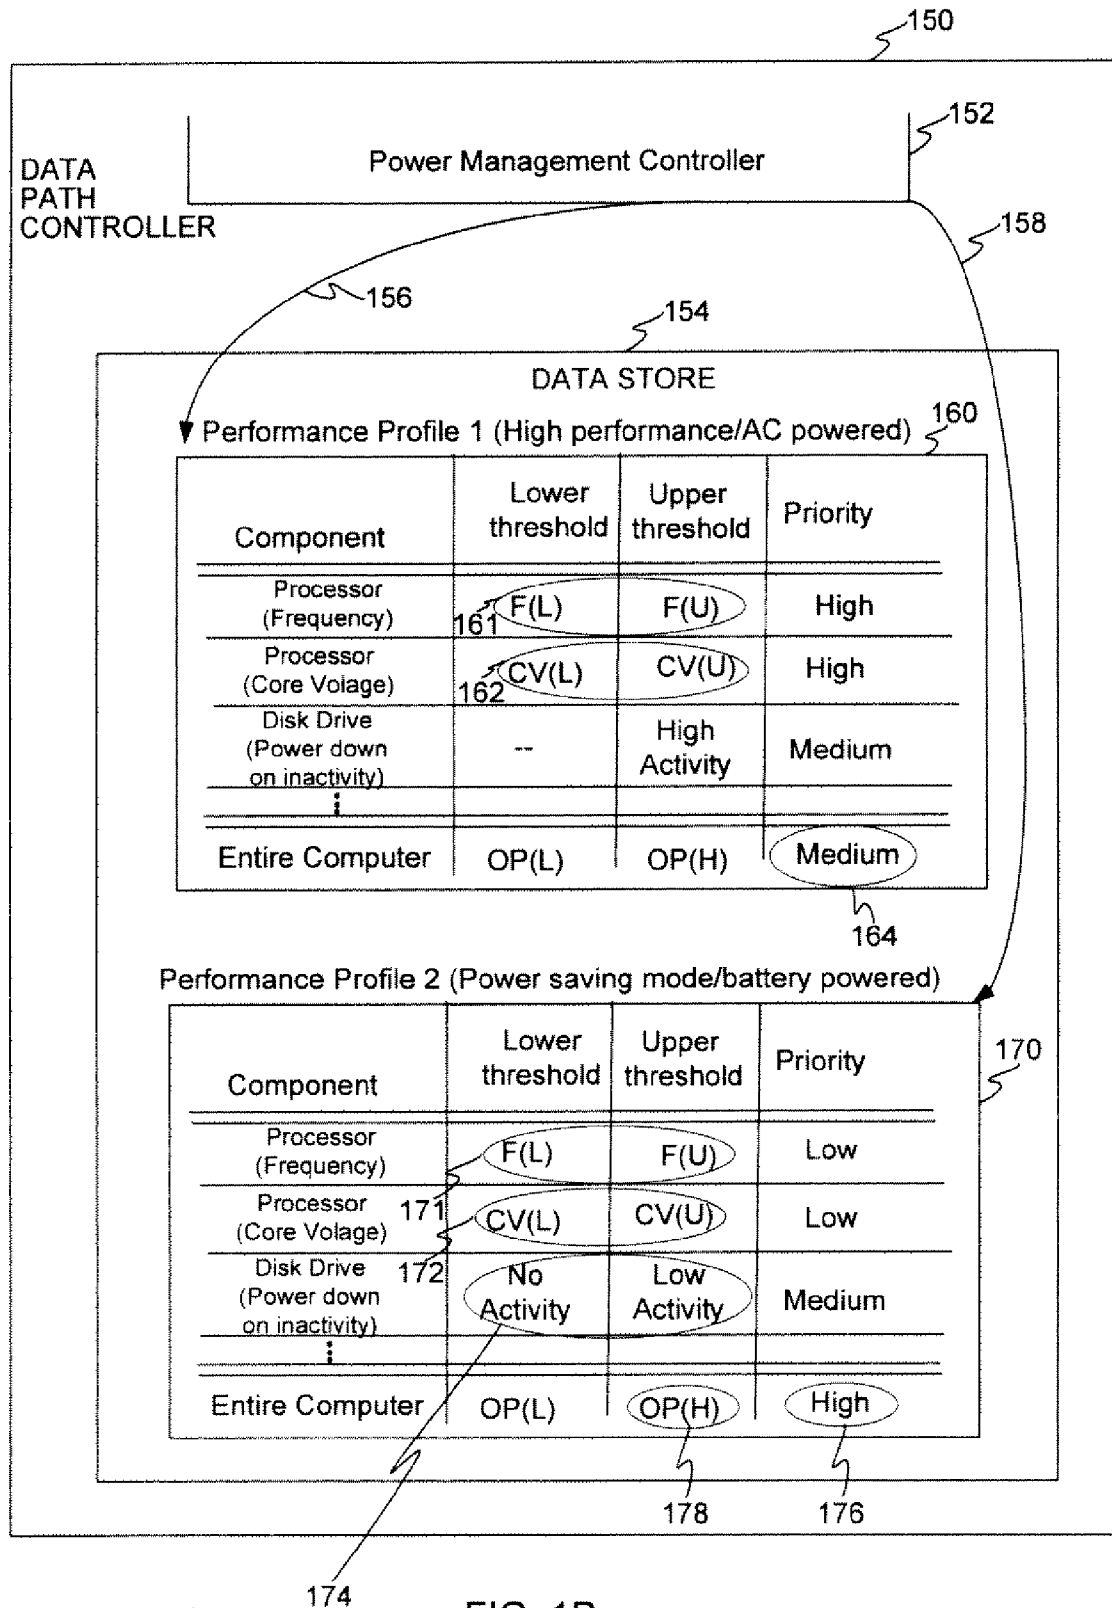 150
152
Power Management Controller
DATA
PATH
CONTROLLER
158
156
154
DATA STORE
Performance Profile 1 (High performance/AC powered)
160
Component
Lower
threshold
Upper
threshold
Priority
Processor
(Frequency)
161
F(L)
F(U)
High
Processor
(Core Volage)
162
CV(L)
CV(U)
High
Disk Drive
(Power down
on inactivity)
--
High
Activity
Medium
Entire Computer
OP(L)
OP(H)
Medium
164
Performance Profile 2 (Power saving mode/battery powered)
170
Component
Lower
threshold
Upper
threshold
Priority
Processor
(Frequency)
171
F(L)
F(U)
Low
Processor
(Core Volage)
172
CV(L)
CV(U)
Low
Disk Drive
(Power down
on inactivity)
No
Activity
Low
Activity
Medium
Entire Computer
OP(L)
OP(H)
High
178
176
174
FIG. 1B